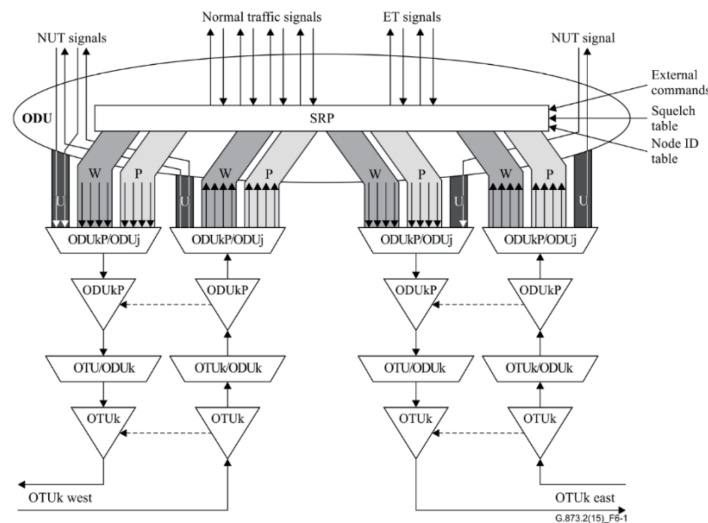 Normal traffic signals
ET signals
NUT signals
NUT signal
External
commands
ODU
SRP
Squelch
table
Node ID
table
W
P
W
P
W
P
W
P
U
U
U
U
ODUkP/ODUj
ODUkP/ODUj
ODUkP/ODUj
ODUkP/ODUj
ODUkP
ODUkP
ODUkP
ODUkP
OTU/ODUk
OTUk/ODUk
OTU/ODUk
OTUk/ODUk
OTUk
OTUk
OTUk
OTUk
OTUk west
OTUk east
G.873.2(15)_F6-1